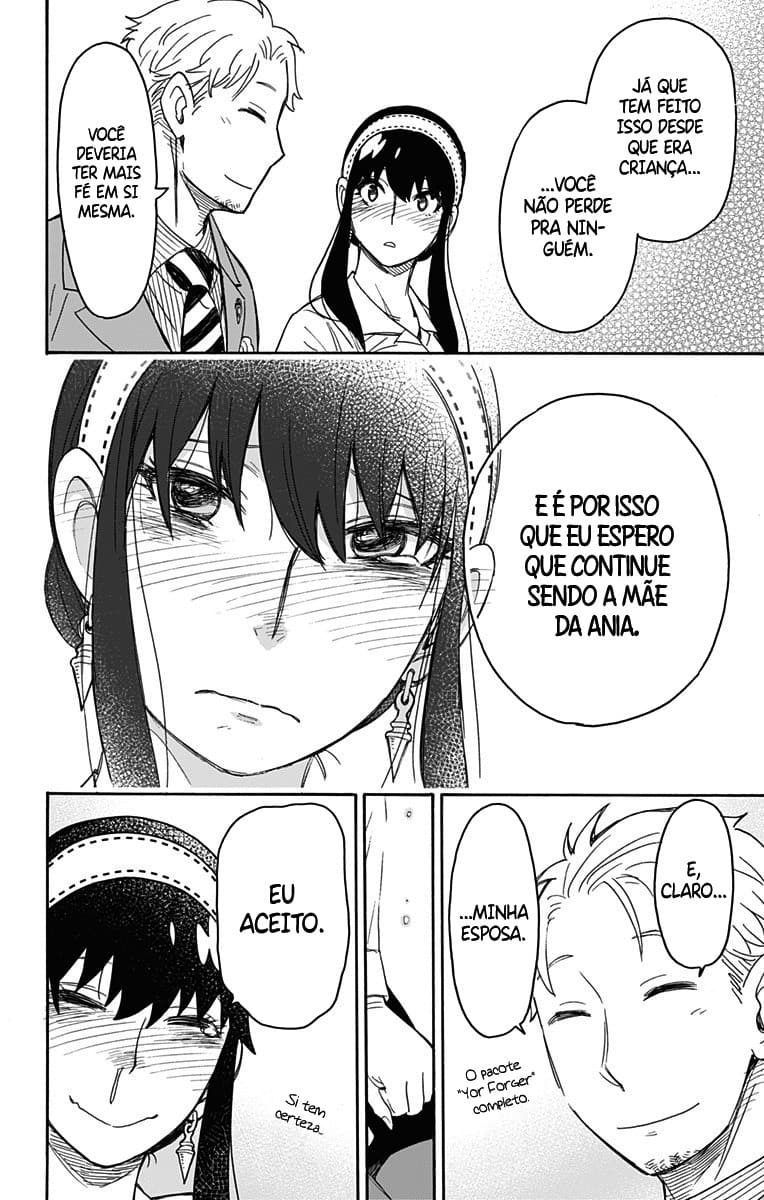 JÁ QUE
TEM FEITO
ISSO DESDE
QUE ERA
CRIANÇA...
...VOCÊ
NÃO PERDE
PRA NIN-
GUÉM.
VOCÊ
DEVERIA
TER MAIS
FÉ EM SI
MESMA.
E É POR ISSO
QUE EU ESPERO
QUE CONTINUE
SENDO A MÃE
DA ANIA.
E,
CLARO...
...MINHA
ESPOSA.
O pacote
"Yor Forger"
completo.
EU
ACEITO.
Si tem
certeza...